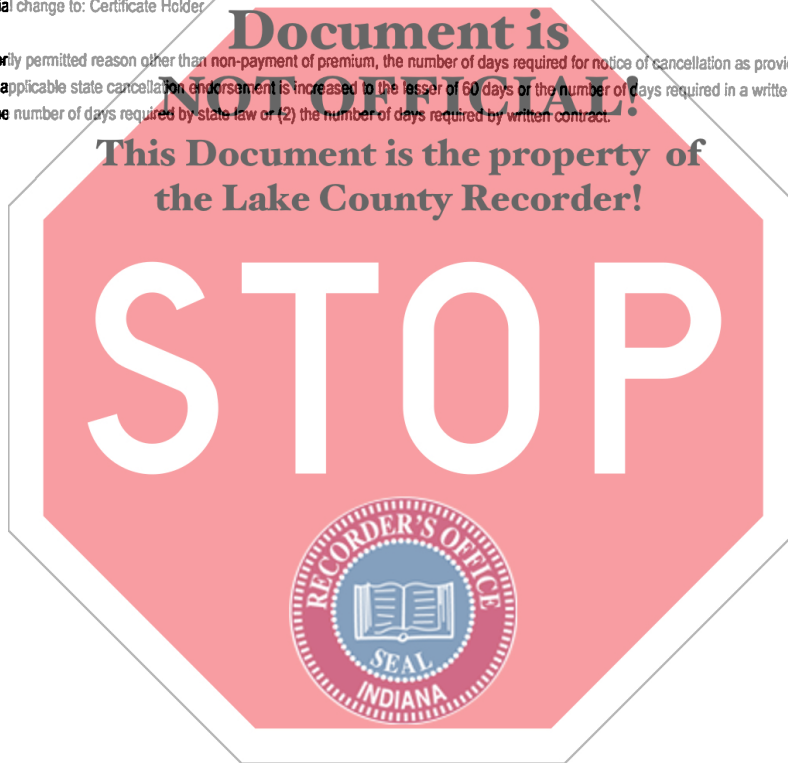 ial change to: Certificate Holder
Document is
rily permitted reason other than non-payment of premium, the number of days required for notice of cancellation as provi
applicable state cancellation endorsement is increased to the lesser of 60 days or the number of days required in a writte
NOT OFFICIAL!
e number of days required by state law or (2) the number of days required by written contract.
This Document is the property of
the Lake County Recorder!
STOP
RECORDER'S OFFICE
SEAL
INDIANA